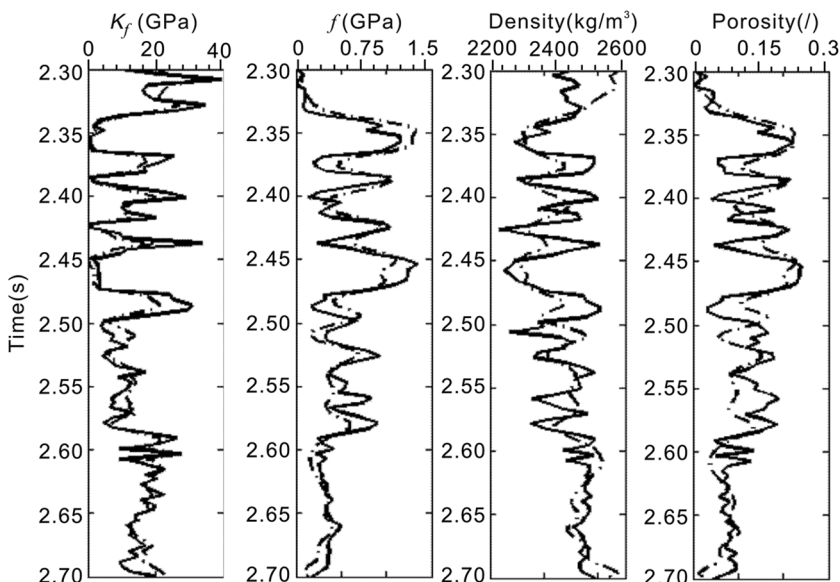 K_f (GPa) f (GPa) Density(kg/m³) Porosity(/)
0 20 40 0 0.75 1.5 2200 2400 2600 0 0.15 0.3
2.30 2.30 2.30 2.30
2.35 2.35 2.35 2.35
2.40 2.40 2.40 2.40
2.45 2.45 2.45 2.45
Time(s)
2.50 2.50 2.50 2.50
2.55 2.55 2.55 2.55
2.60 2.60 2.60 2.60
2.65 2.65 2.65 2.65
2.70 2.70 2.70 2.70